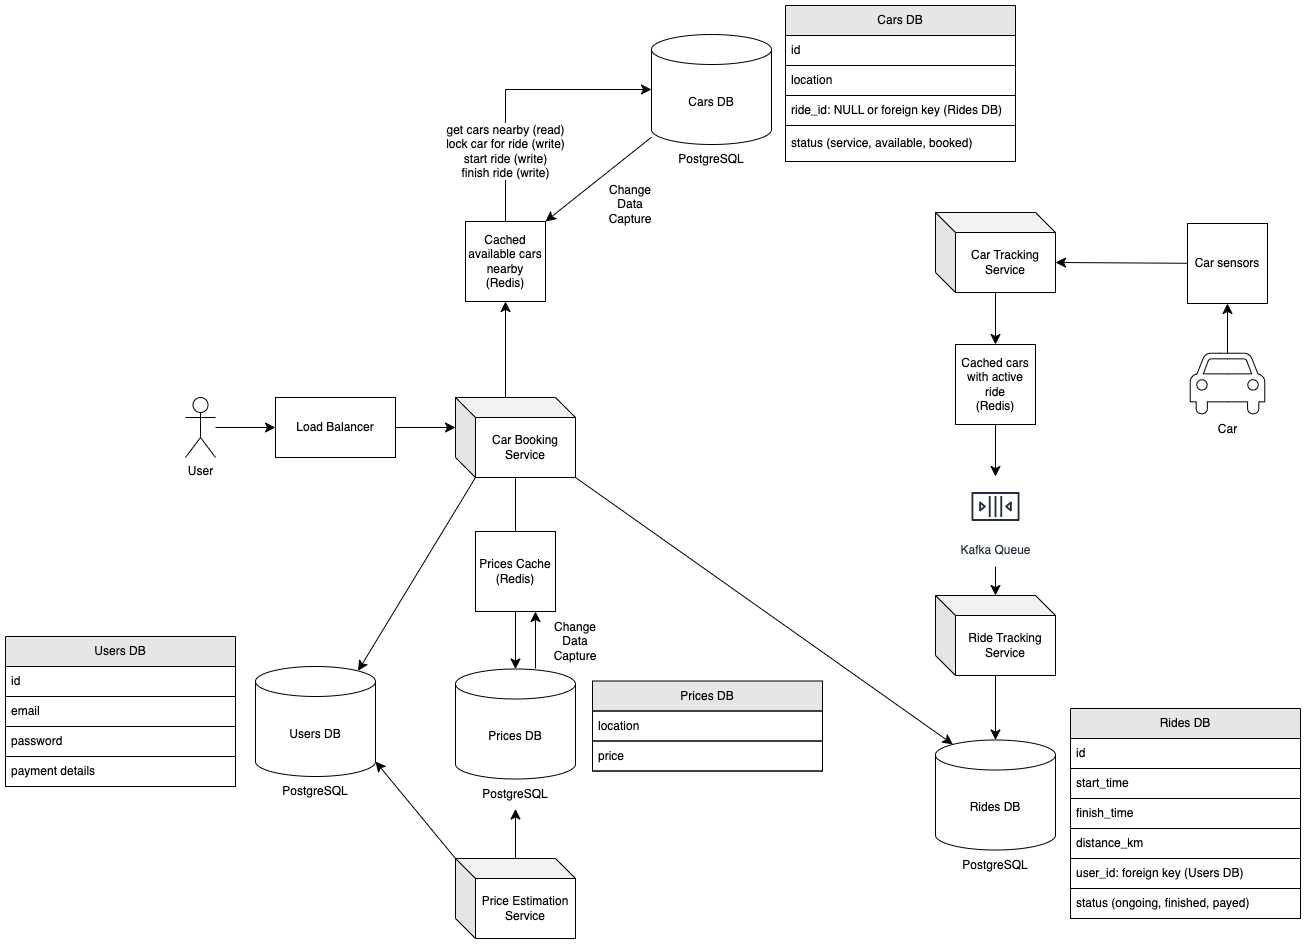 Cars DB
id
location
ride_id: NULL or foreign key (Rides DB)
status (service, available, booked)
Cars DB
PostgreSQL
get cars nearby (read)
lock car for ride (write)
start ride (write)
finish ride (write)
Change
Data
Capture
Cached
available cars
nearby
(Redis)
Car Tracking
Service
Car sensors
Cached cars
with active
ride
(Redis)
Car
User
Load Balancer
Car Booking
Service
Kafka Queue
Prices Cache
(Redis)
Change
Data
Capture
Ride Tracking
Service
Users DB
id
email
password
payment details
Users DB
PostgreSQL
Prices DB
PostgreSQL
Prices DB
location
price
Rides DB
PostgreSQL
Rides DB
id
start_time
finish_time
distance_km
user_id: foreign key (Users DB)
status (ongoing, finished, payed)
Price Estimation
Service